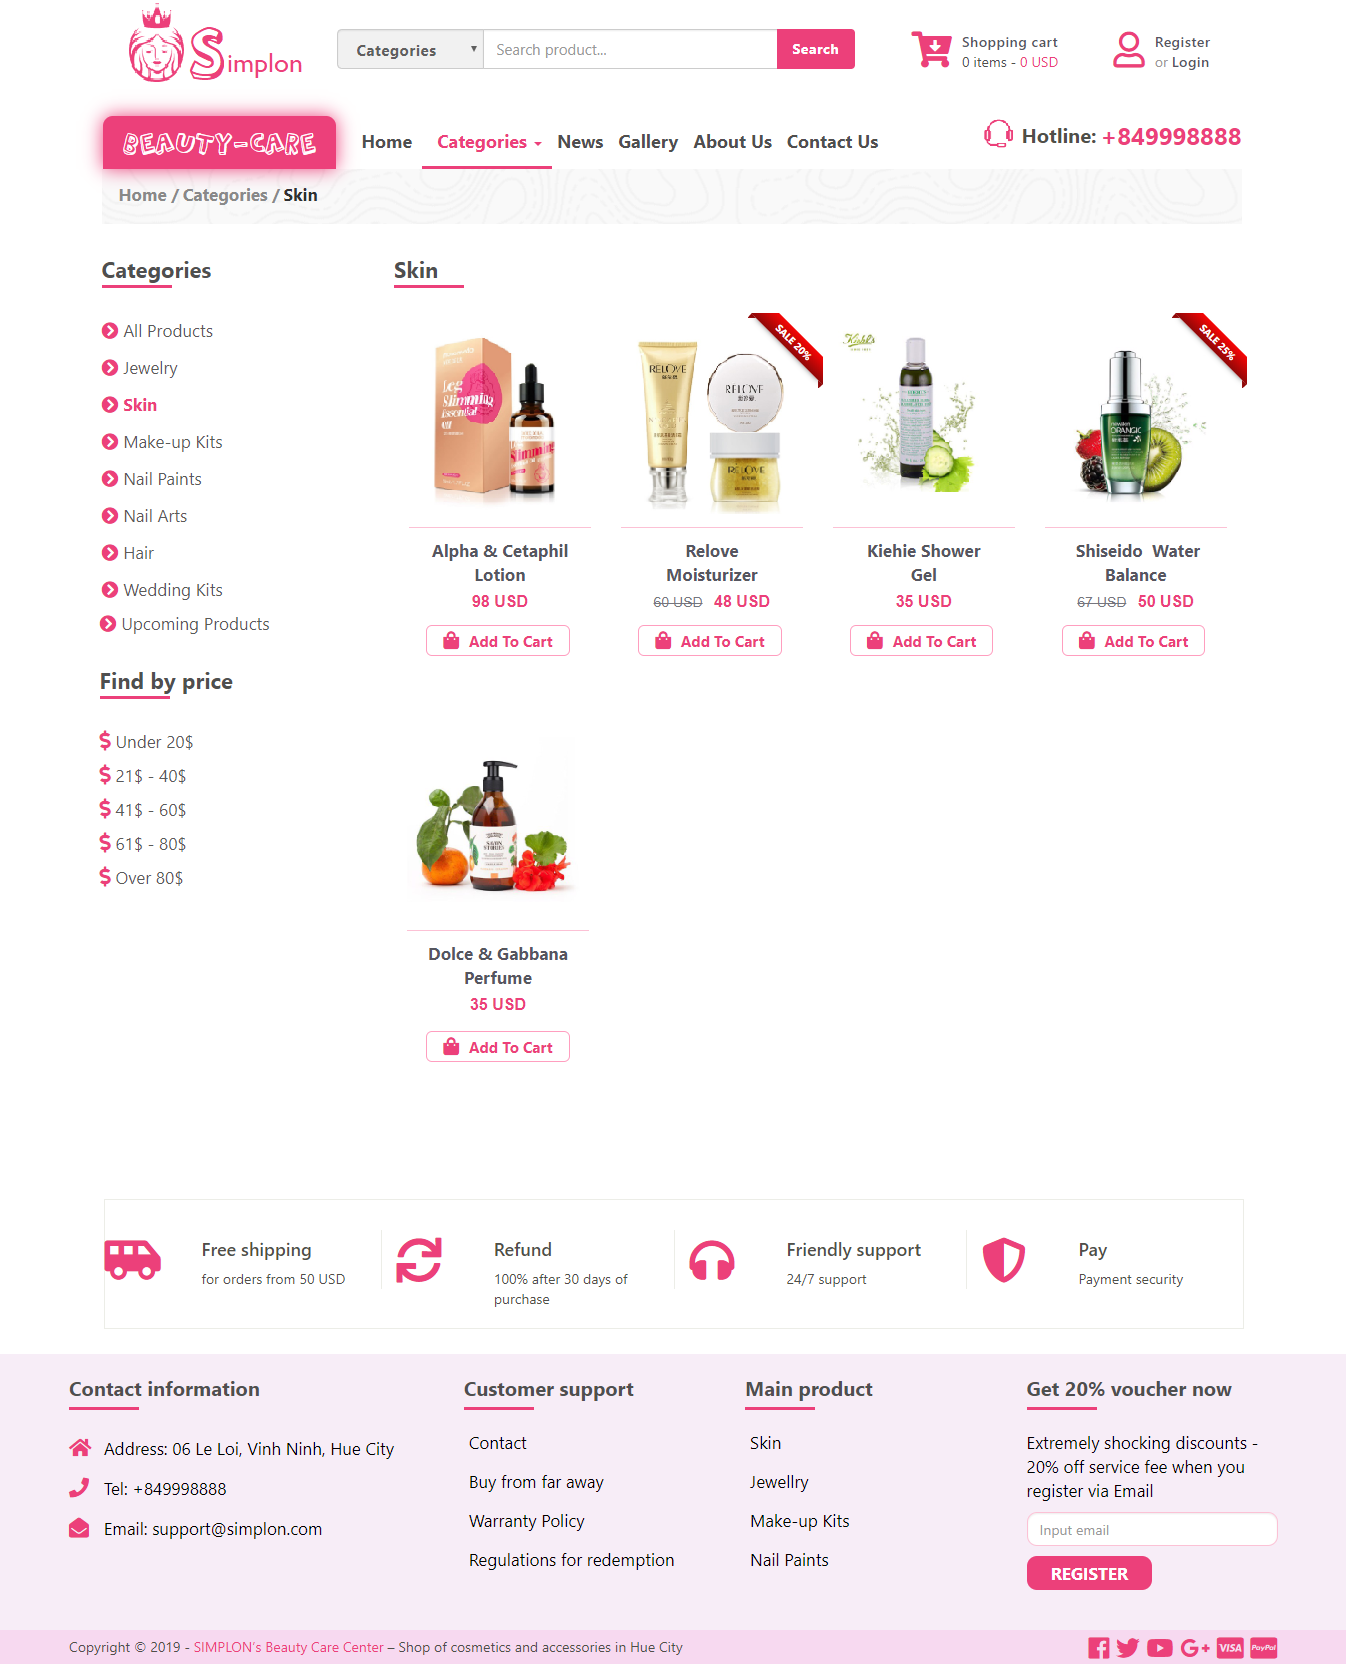 Simplon
Categories
Search product...
Search
Shopping cart
0 items - 0 USD
Register
or Login
BEAUTY-CARE
Home
Categories
News
Gallery
About Us
Contact Us
Hotline: +849998888
Home / Categories / Skin
Categories
All Products
Jewelry
Skin
Make-up Kits
Nail Paints
Nail Arts
Hair
Wedding Kits
Upcoming Products
Find by price
Under 20$
21$ - 40$
41$ - 60$
61$ - 80$
Over 80$
Skin
Leg
Slimming
Essential
Slimming
Alpha & Cetaphil
Lotion
98 USD
Add To Cart
SALE 20%
RELOVE
RELOVE
RELOVE
Relove
Moisturizer
60 USD 48 USD
Add To Cart
Kiehl's
Kiehie Shower
Gel
35 USD
Add To Cart
SALE 25%
ORANGIC
Shiseido Water
Balance
67 USD 50 USD
Add To Cart
Dolce & Gabbana
Perfume
35 USD
Add To Cart
Free shipping
for orders from 50 USD
Refund
100% after 30 days of
purchase
Friendly support
24/7 support
Pay
Payment security
Contact information
Address: 06 Le Loi, Vinh Ninh, Hue City
Tel: +849998888
Email: support@simplon.com
Customer support
Contact
Buy from far away
Warranty Policy
Regulations for redemption
Main product
Skin
Jewellry
Make-up Kits
Nail Paints
Get 20% voucher now
Extremely shocking discounts -
20% off service fee when you
register via Email
Input email
REGISTER
Copyright © 2019 - SIMPLON's Beauty Care Center – Shop of cosmetics and accessories in Hue City
G+
VISA
PayPal